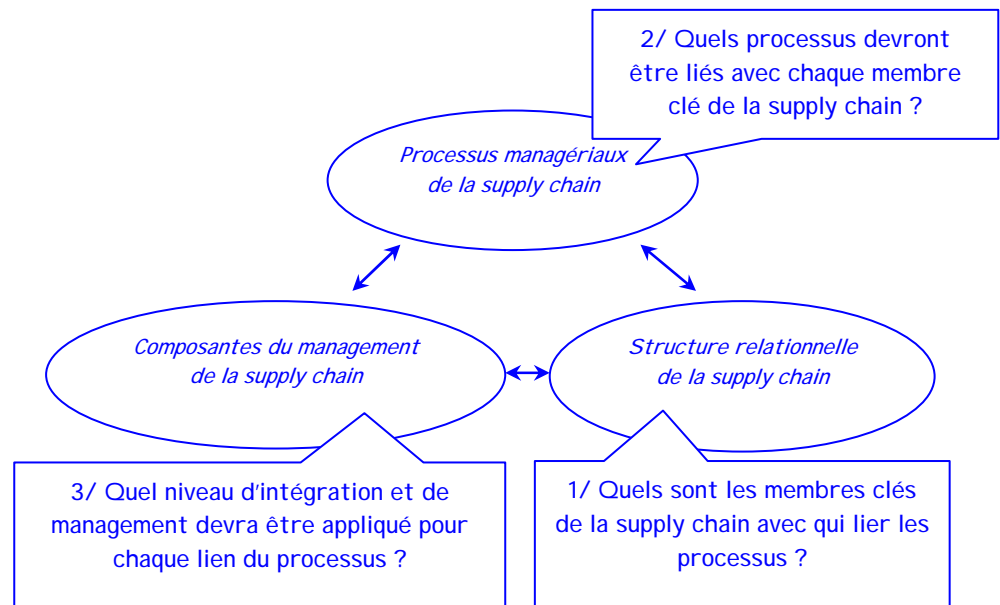 2/ Quels processus devront
être liés avec chaque membre
clé de la supply chain ?
Processus managériaux
de la supply chain
Composantes du management
de la supply chain
Structure relationnelle
de la supply chain
3/ Quel niveau d'intégration et de
management devra être appliqué pour
chaque lien du processus ?
1/ Quels sont les membres clés
de la supply chain avec qui lier les
processus ?